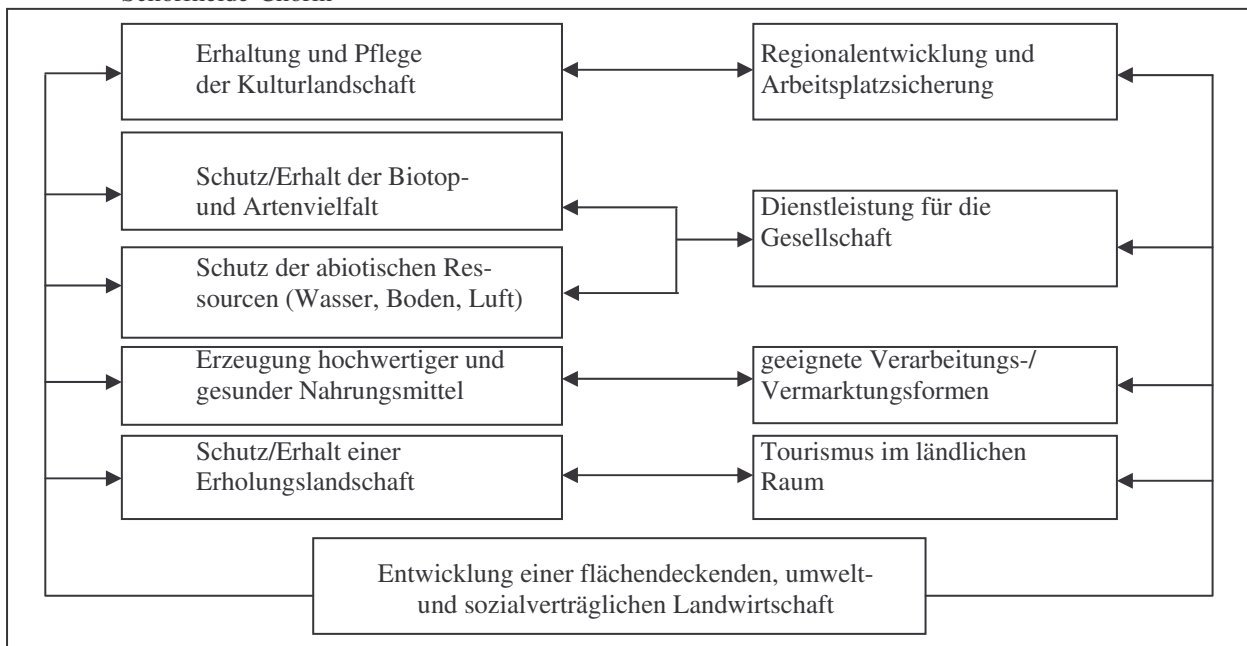 Erhaltung und Pflege
der Kulturlandschaft
Regionalentwicklung und
Arbeitsplatzsicherung
Schutz/Erhalt der Biotop-
und Artenvielfalt
Dienstleistung für die
Gesellschaft
Schutz der abiotischen Res-
sourcen (Wasser, Boden, Luft)
Erzeugung hochwertiger und
gesunder Nahrungsmittel
geeignete Verarbeitungs-/
Vermarktungsformen
Schutz/Erhalt einer
Erholungslandschaft
Tourismus im ländlichen
Raum
Entwicklung einer flächendeckenden, umwelt-
und sozialverträglichen Landwirtschaft